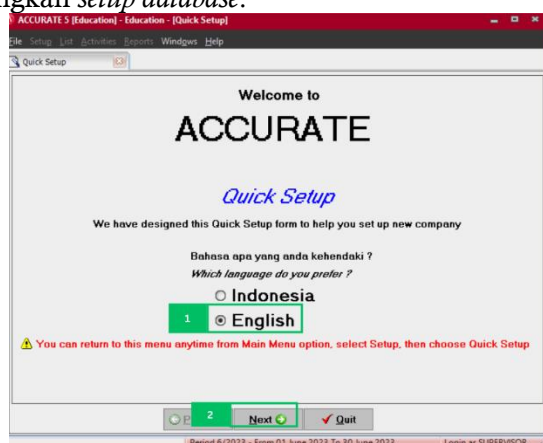 setup database.
ACCURATE 5 [Education] - Education - [Quick Setup]
File Setup List Activities Reports Windows Help
Quick Setup
Welcome to
ACCURATE
Quick Setup
We have designed this Quick Setup form to help you set up new company
Bahasa apa yang anda kehendaki ?
Which language do you prefer ?
Indonesia
1 English
You can return to this menu anytime from Main Menu option, select Setup, then choose Quick Setup
2 Next Quit
Period 6/2023 - From 01 June 2023 To 30 June 2023 Login as SUPERVISOR